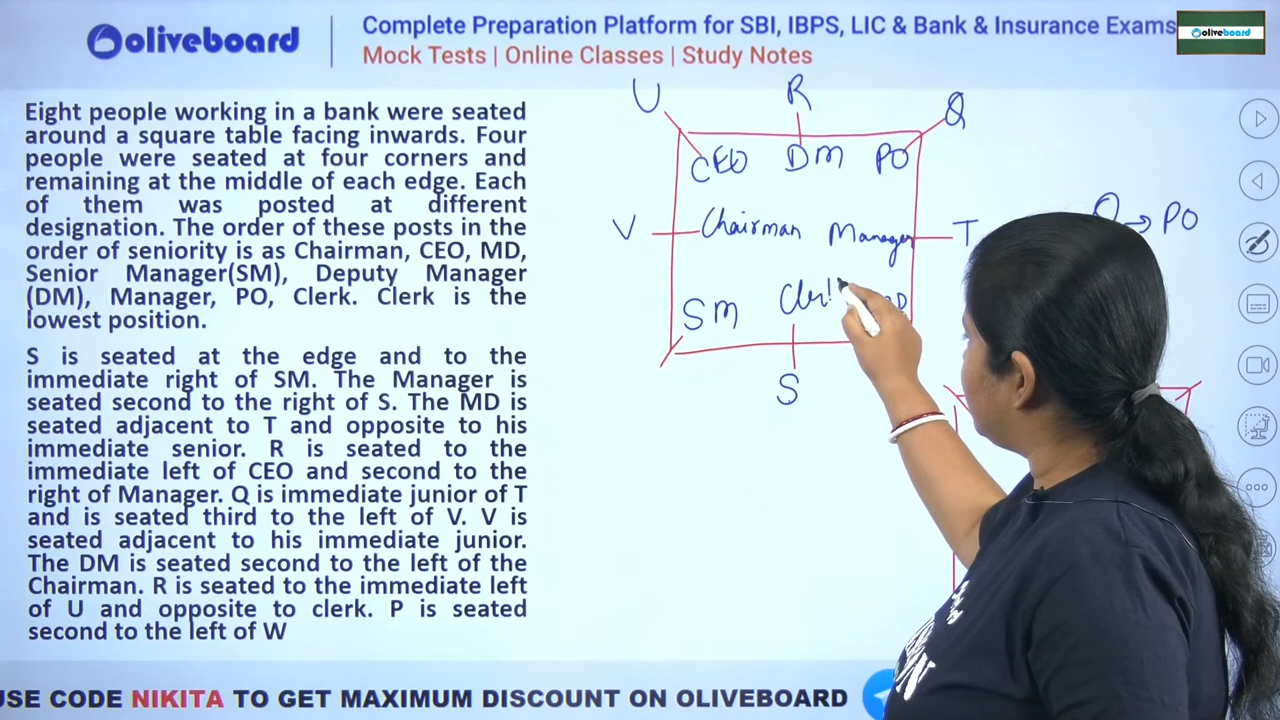 oliveboard
Complete Preparation Platform for SBI, IBPS, LIC & Bank & Insurance Exams
Mock Tests | Online Classes | Study Notes
oliveboard
Eight people working in a bank were seated
around a square table facing inwards. Four
people were seated at four corners and
remaining at the middle of each edge. Each
of them was posted at different
designation. The order of these posts in the
order of seniority is as Chairman, CEO, MD,
Senior Manager(SM), Deputy Manager
(DM), Manager, PO, Clerk. Clerk is the
lowest position.
S is seated at the edge and to the
immediate right of SM. The Manager is
seated second to the right of S. The MD is
seated adjacent to T and opposite to his
immediate senior. R is seated to the
immediate left of CEO and second to the
right of Manager. Q is immediate junior of T
and is seated third to the left of V. V is
seated adjacent to his immediate junior.
The DM is seated second to the left of the
Chairman. R is seated to the immediate left
of U and opposite to clerk. P is seated
second to the left of W
U R Q
CEO DM PO
V Chairman Manager T
→ PO
SM
S
USE CODE NIKITA TO GET MAXIMUM DISCOUNT ON OLIVEBOARD